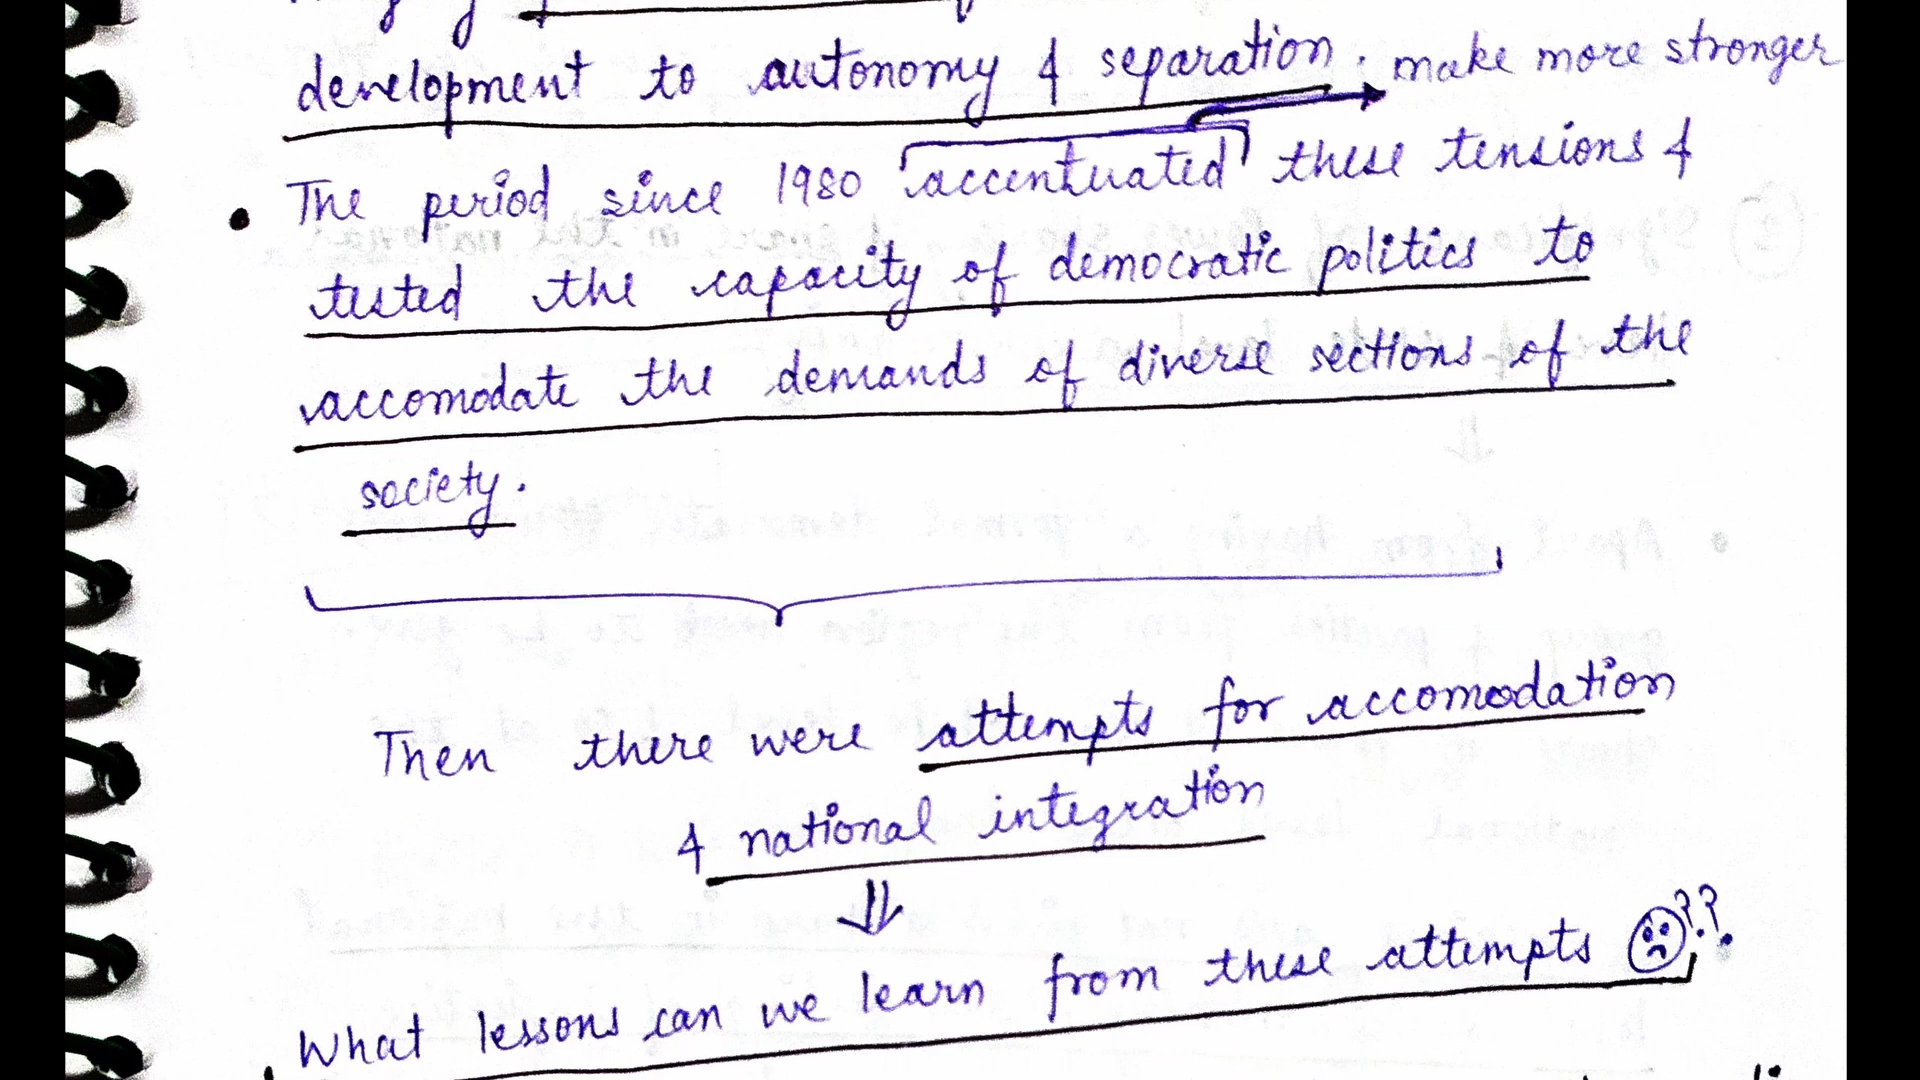 development to autonomy & separation. make more stronger
• The period since 1980 accentuated these tensions &
tested the capacity of democratic politics to
accomodate the demands of diverse sections of the
society.
Then there were attempts for accomodation
& national integration
⇓
What lessons can we learn from these attempts ☹??